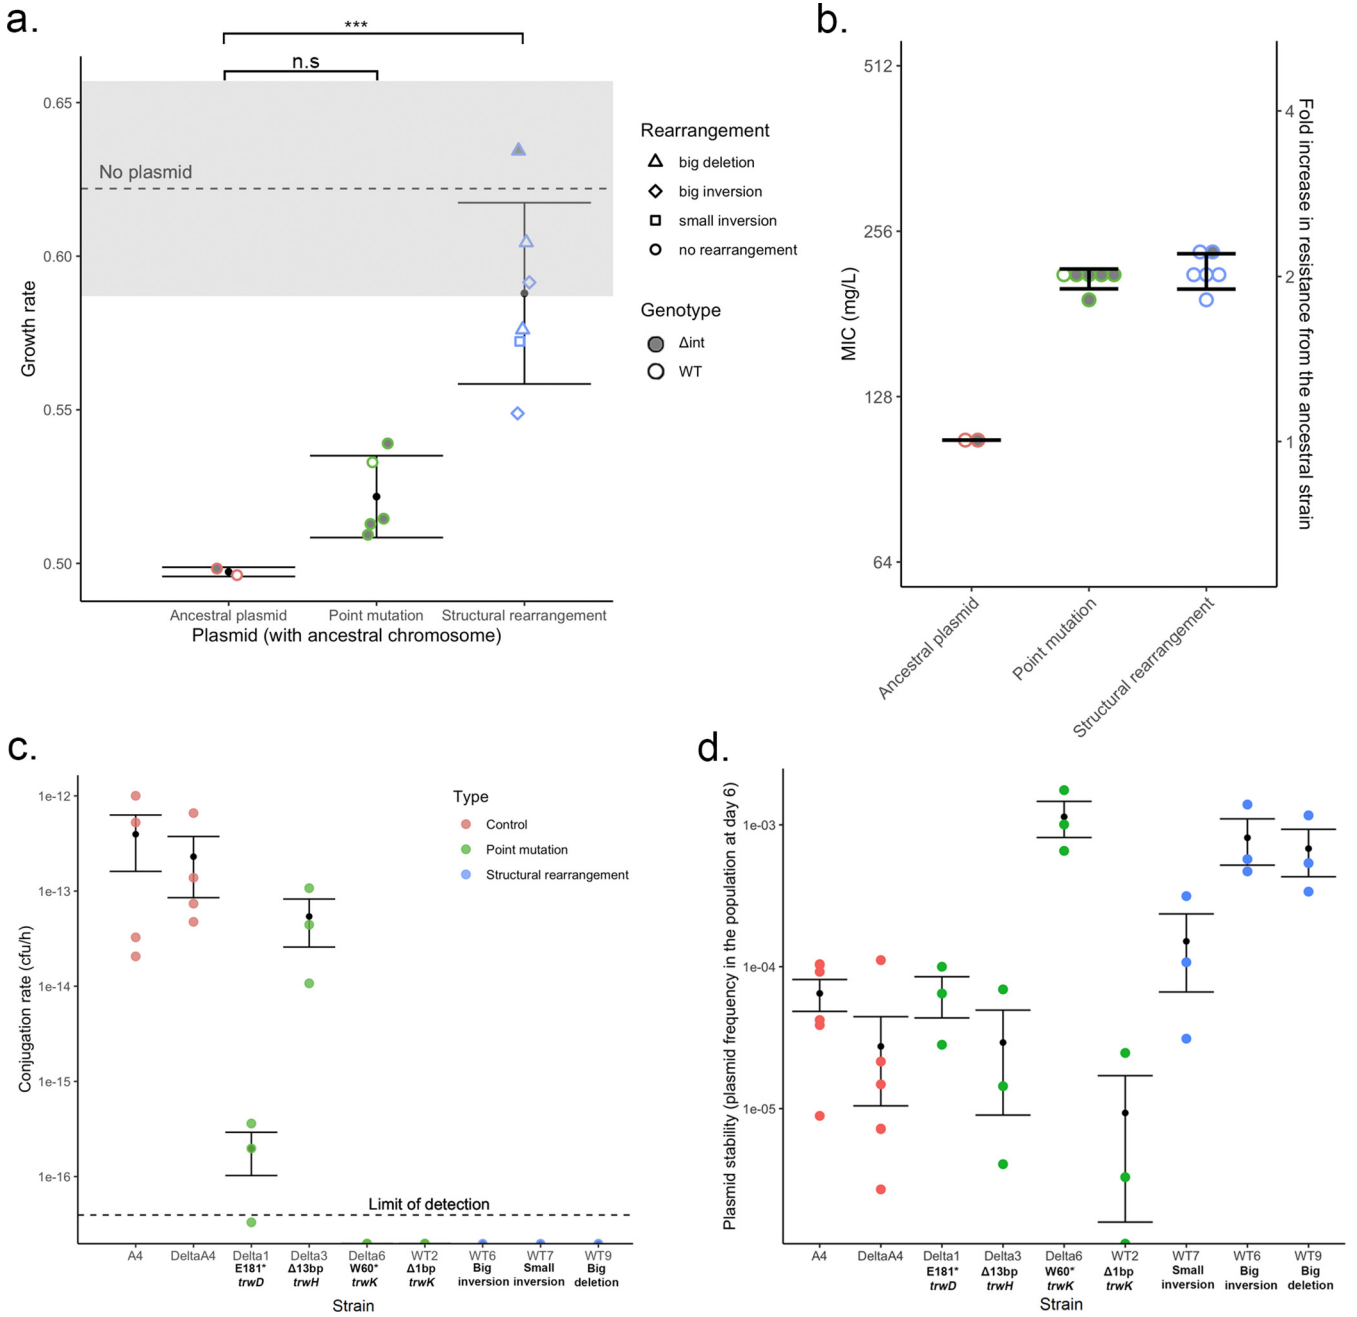 a.
***
n.s
0.65
0.60
0.55
0.50
Growth rate
No plasmid
Ancestral plasmid
Point mutation
Structural rearrangement
Plasmid (with ancestral chromosome)
Rearrangement
big deletion
big inversion
small inversion
no rearrangement
Genotype
Δint
WT
b.
512
256
128
64
MIC (mg/L)
4
2
1
Fold increase in resistance from the ancestral strain
Ancestral plasmid
Point mutation
Structural rearrangement
c.
1e-12
1e-13
1e-14
1e-15
1e-16
Conjugation rate (cfu/h)
Type
Control
Point mutation
Structural rearrangement
Limit of detection
A4
DeltaA4
Delta1
E181*
trwD
Delta3
Δ13bp
trwH
Delta6
W60*
trwK
WT2
Δ1bp
trwK
WT6
Big
inversion
WT7
Small
inversion
WT9
Big
deletion
Strain
d.
1e-03
1e-04
1e-05
Plasmid stability (plasmid frequency in the population at day 6)
A4
DeltaA4
Delta1
E181*
trwD
Delta3
Δ13bp
trwH
Delta6
W60*
trwK
WT2
Δ1bp
trwK
WT7
Small
inversion
WT6
Big
inversion
WT9
Big
deletion
Strain